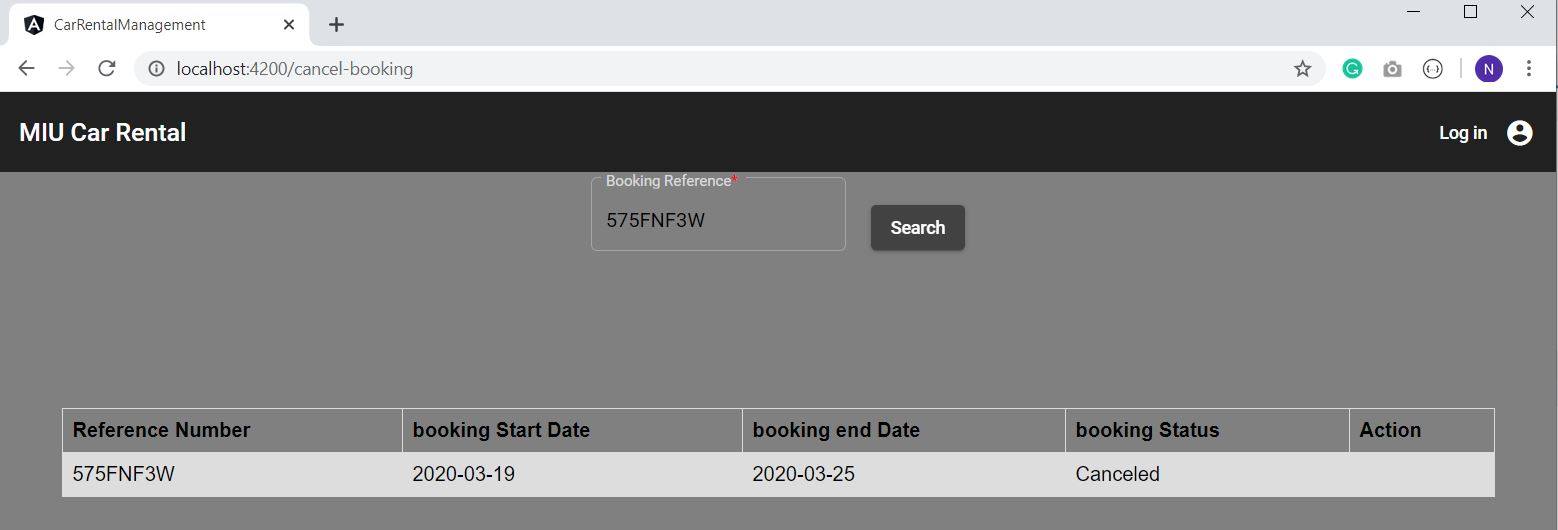 CarRentalManagement
localhost:4200/cancel-booking
N
MIU Car Rental
Log in
Booking Reference*
575FNF3W
Search
Reference Number booking Start Date booking end Date booking Status Action
575FNF3W 2020-03-19 2020-03-25 Canceled